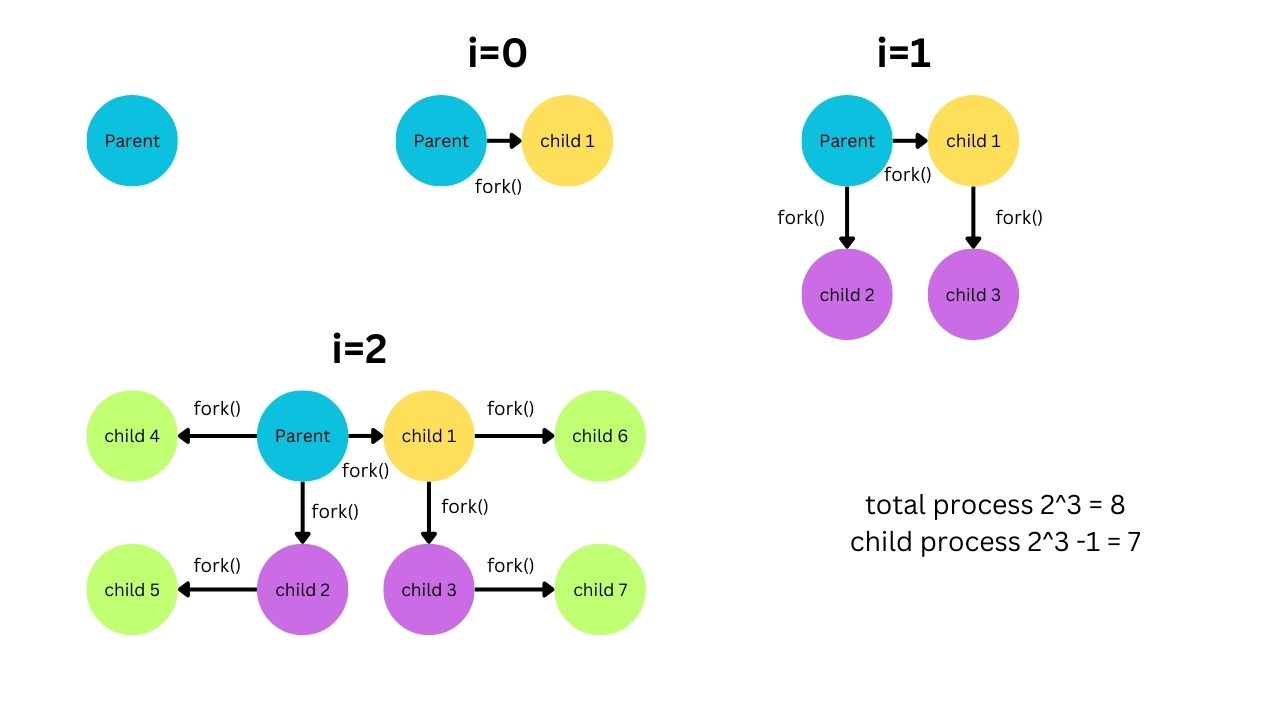 i=0
i=1
Parent
Parent
child 1
fork()
Parent
child 1
fork()
fork()
fork()
child 2
child 3
i=2
child 4
fork()
Parent
child 1
fork()
child 6
fork()
fork()
fork()
child 5
fork()
child 2
child 3
fork()
child 7
total process 2^3 = 8
child process 2^3 -1 = 7